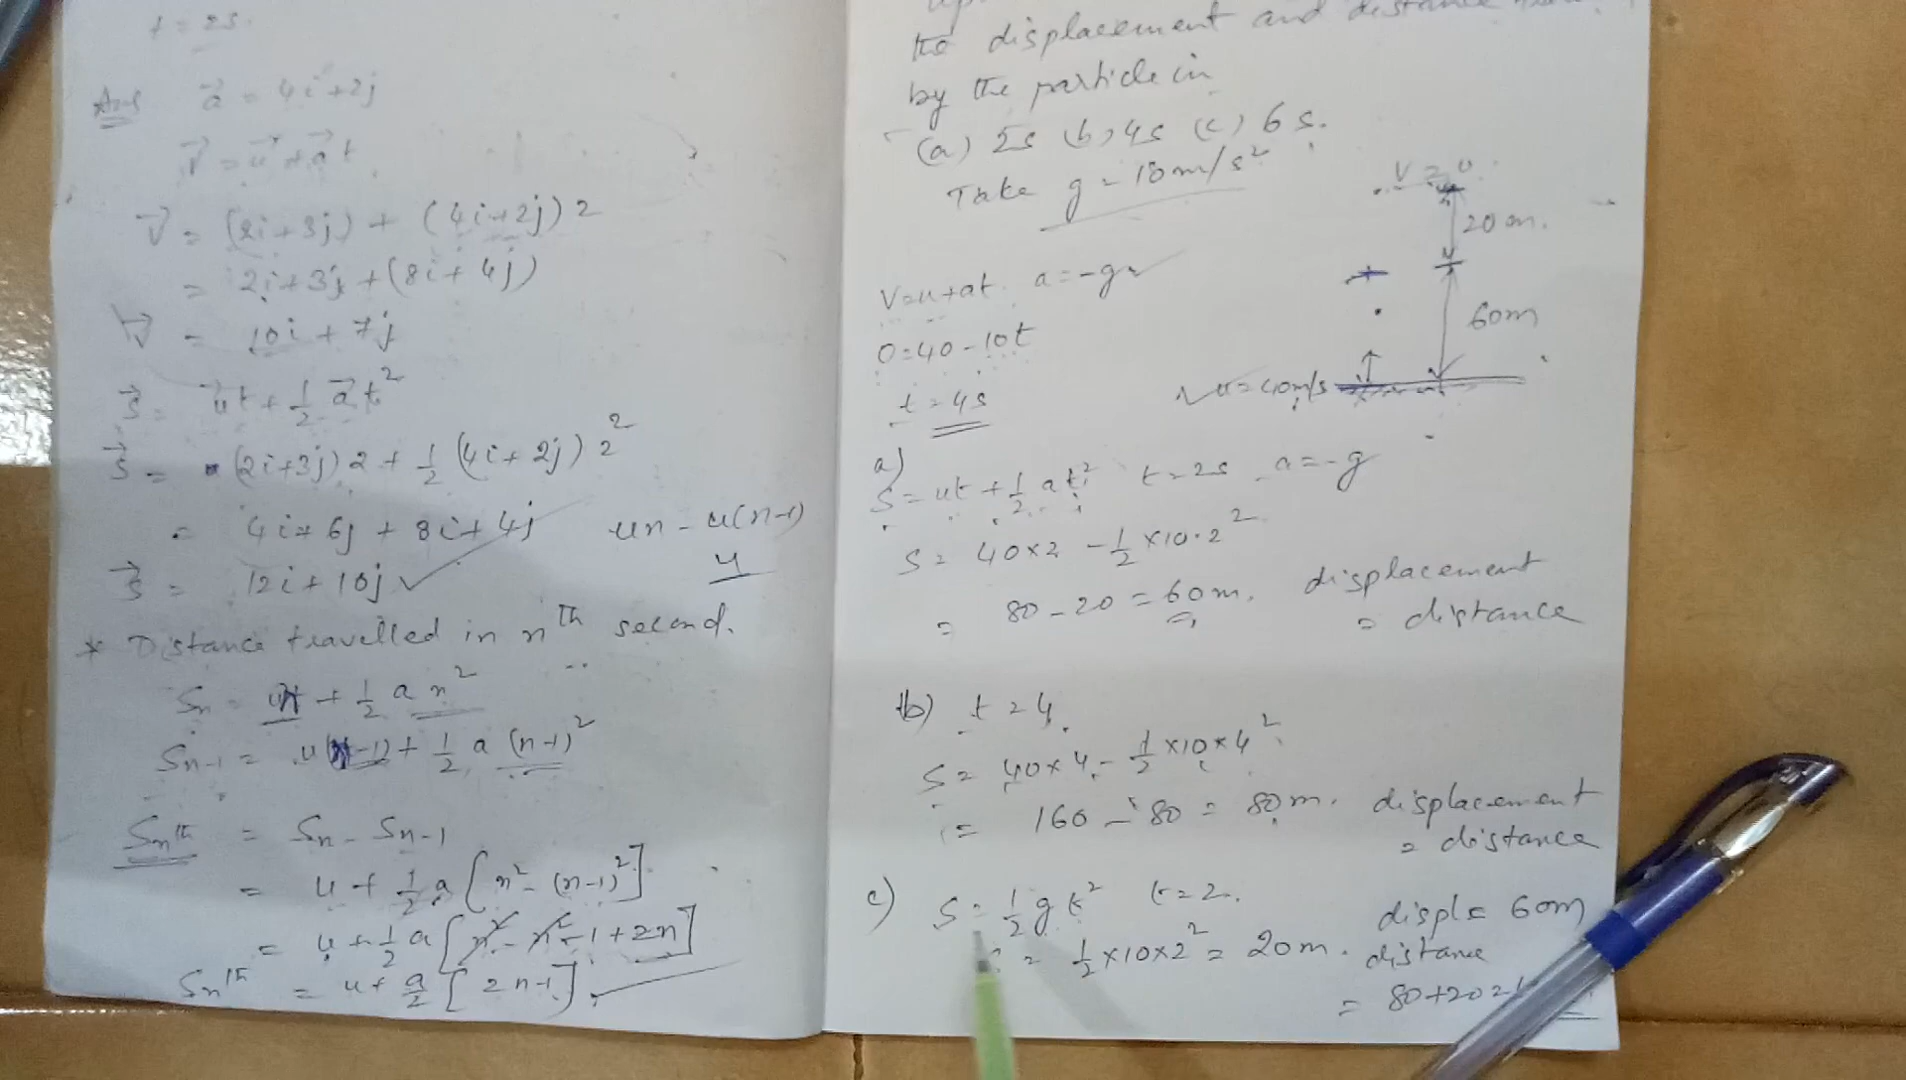 t = 2s
Ans a⃗ = 4i + 2j
v⃗ = u⃗ + a⃗t
v⃗ = (2i + 3j) + (4i + 2j) 2
= 2i + 3j + (8i + 4j)
v⃗ = 10i + 7j
s⃗ = u⃗t + 1/2 a⃗t²
s⃗ = (2i + 3j) 2 + 1/2 (4i + 2j) 2²
= 4i + 6j + 8i + 4j un - u(n-1)
s⃗ = 12i + 10j ✓ u
* Distance travelled in nth second.
Sn = un + 1/2 a n²
Sn-1 = u(n-1) + 1/2 a (n-1)²
Snth = Sn - Sn-1
= u + 1/2 a [n² - (n-1)²]
= u + 1/2 a [n² - n² - 1 + 2n]
Snth = u + a/2 [2n-1]
the displacement and distance
by the particle in
(a) 2s (b) 4s (c) 6s.
Take g = 10 m/s²
V = 0
20m.
60m
u = 40m/s
V = u + at a = -g
0 = 40 - 10t
t = 4s
a)
S = ut + 1/2 at² t = 2s a = -g
S = 40×2 - 1/2 ×10·2²
= 80 - 20 = 60m. displacement
= distance
(b) t = 4
S = 40×4 - 1/2 ×10×4²
= 160 - 80 = 80m. displacement
= distance
c) S = 1/2 gt² t = 2. displ = 60m
= 1/2 ×10×2² = 20m. distance
= 80+20 =